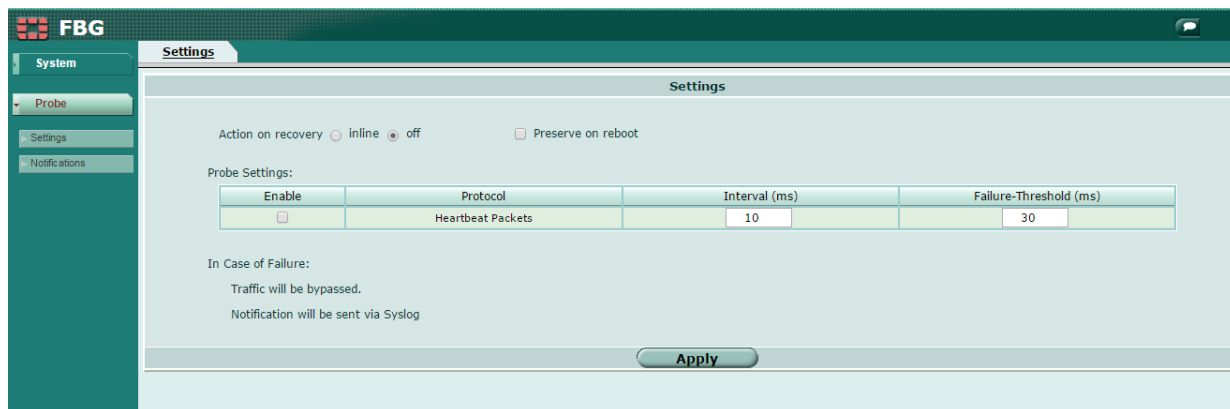 FBG
System
Settings
Probe
Settings
Notifications
Settings
Action on recovery inline off Preserve on reboot
Probe Settings:
Enable Protocol Interval (ms) Failure-Threshold (ms)
Heartbeat Packets 10 30
In Case of Failure:
Traffic will be bypassed.
Notification will be sent via Syslog
Apply